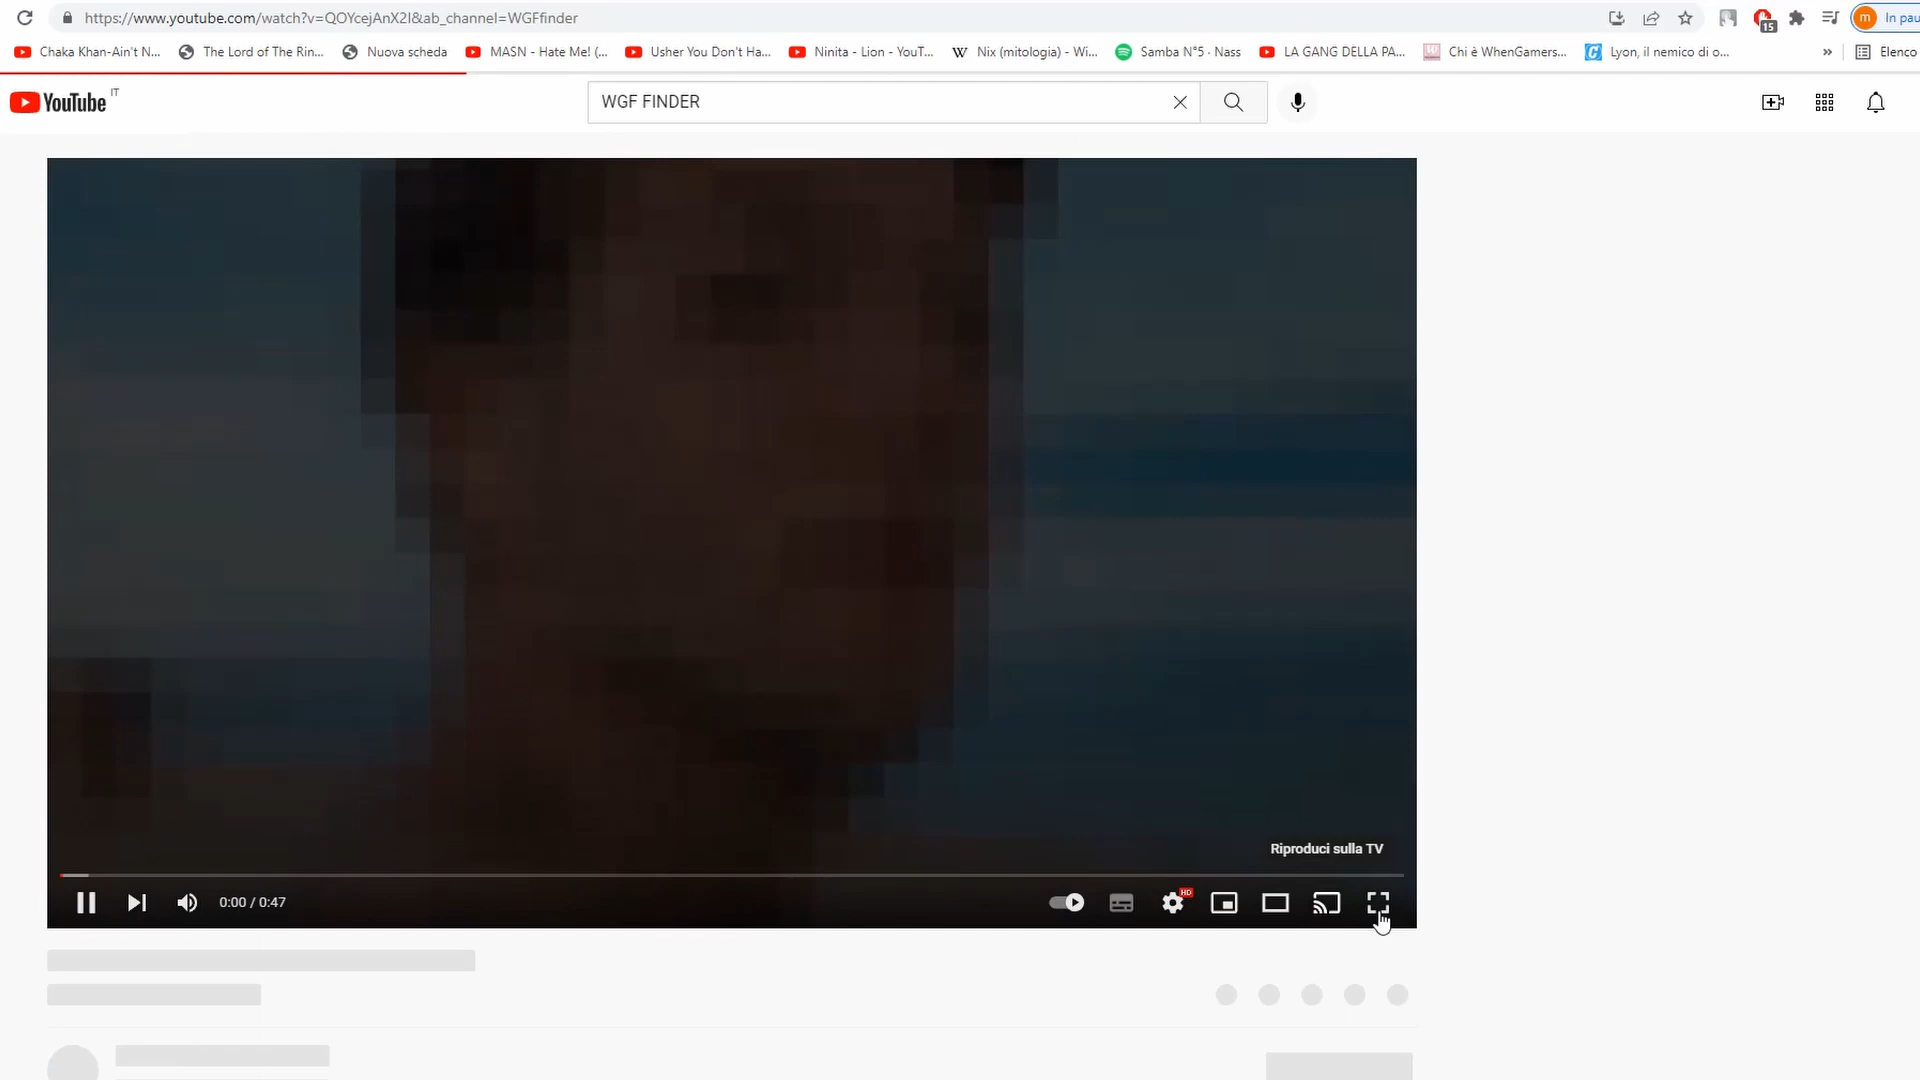 https://www.youtube.com/watch?v=QOYcejAnX2I&ab_channel=WGFfinder
15
m
In pau
Chaka Khan-Ain't N...
The Lord of The Rin...
Nuova scheda
MASN - Hate Me! (...
Usher You Don't Ha...
Ninita - Lion - YouT...
W
Nix (mitologia) - Wi...
Samba N°5 · Nass
LA GANG DELLA PA...
Chi è WhenGamers...
Lyon, il nemico di o...
»
Elenco
YouTube IT
WGF FINDER
Riproduci sulla TV
0:00 / 0:47
HD